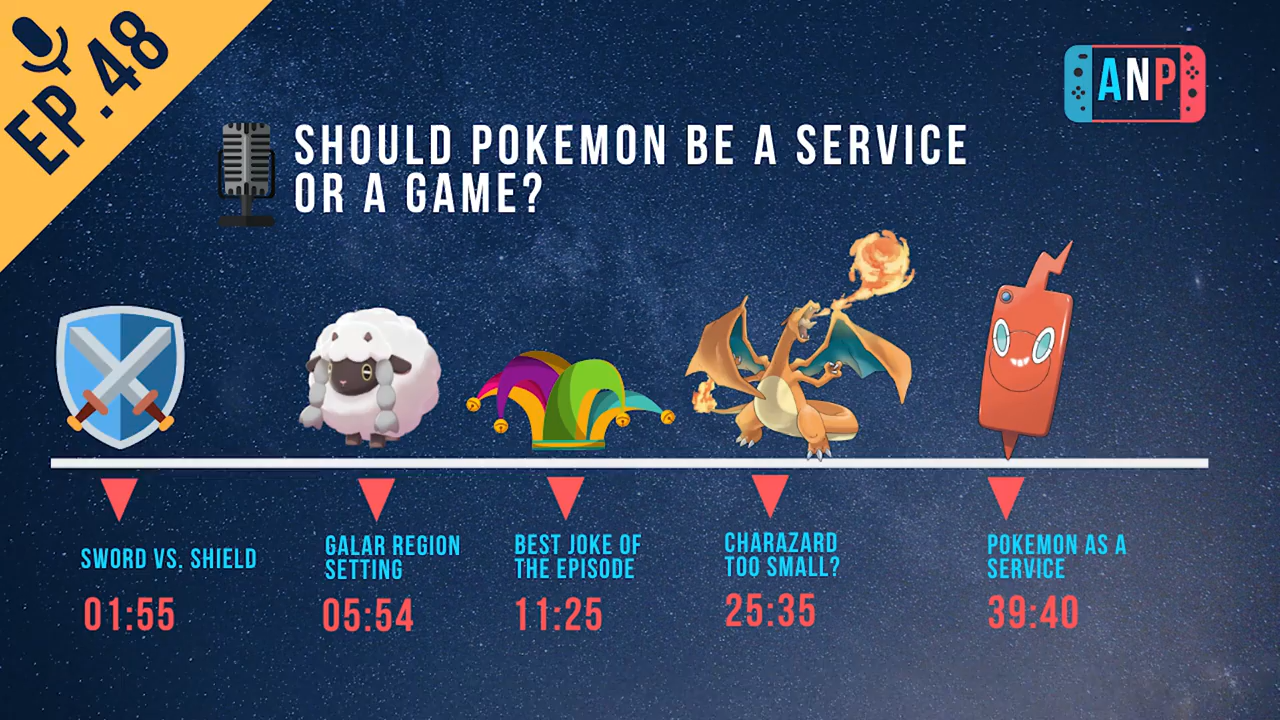 EP.48
ANP
SHOULD POKEMON BE A SERVICE
OR A GAME?
SWORD VS. SHIELD
01:55
GALAR REGION
SETTING
05:54
BEST JOKE OF
THE EPISODE
11:25
CHARAZARD
TOO SMALL?
25:35
POKEMON AS A
SERVICE
39:40